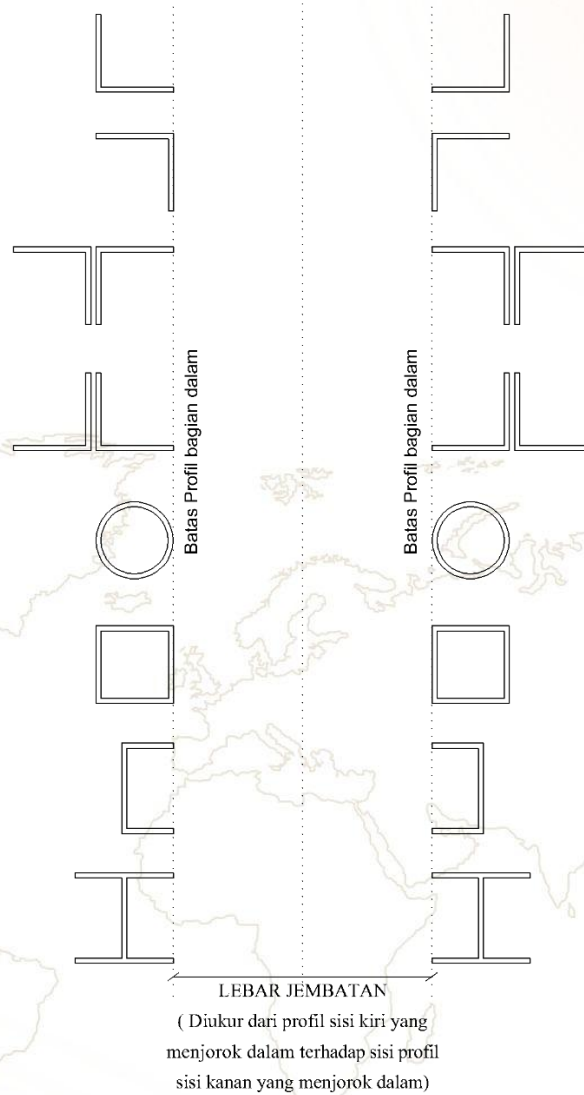 Batas Profil bagian dalam
Batas Profil bagian dalam
LEBAR JEMBATAN
( Diukur dari profil sisi kiri yang
menjorok dalam terhadap sisi profil
sisi kanan yang menjorok dalam)